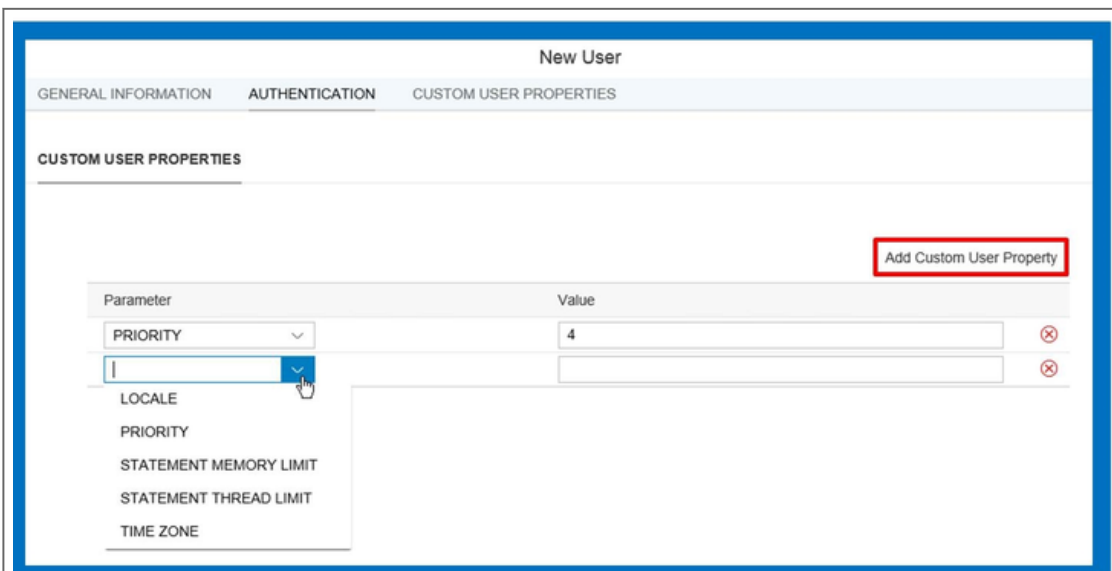 New User
GENERAL INFORMATION AUTHENTICATION CUSTOM USER PROPERTIES
CUSTOM USER PROPERTIES
Add Custom User Property
Parameter Value
PRIORITY 4
LOCALE
PRIORITY
STATEMENT MEMORY LIMIT
STATEMENT THREAD LIMIT
TIME ZONE